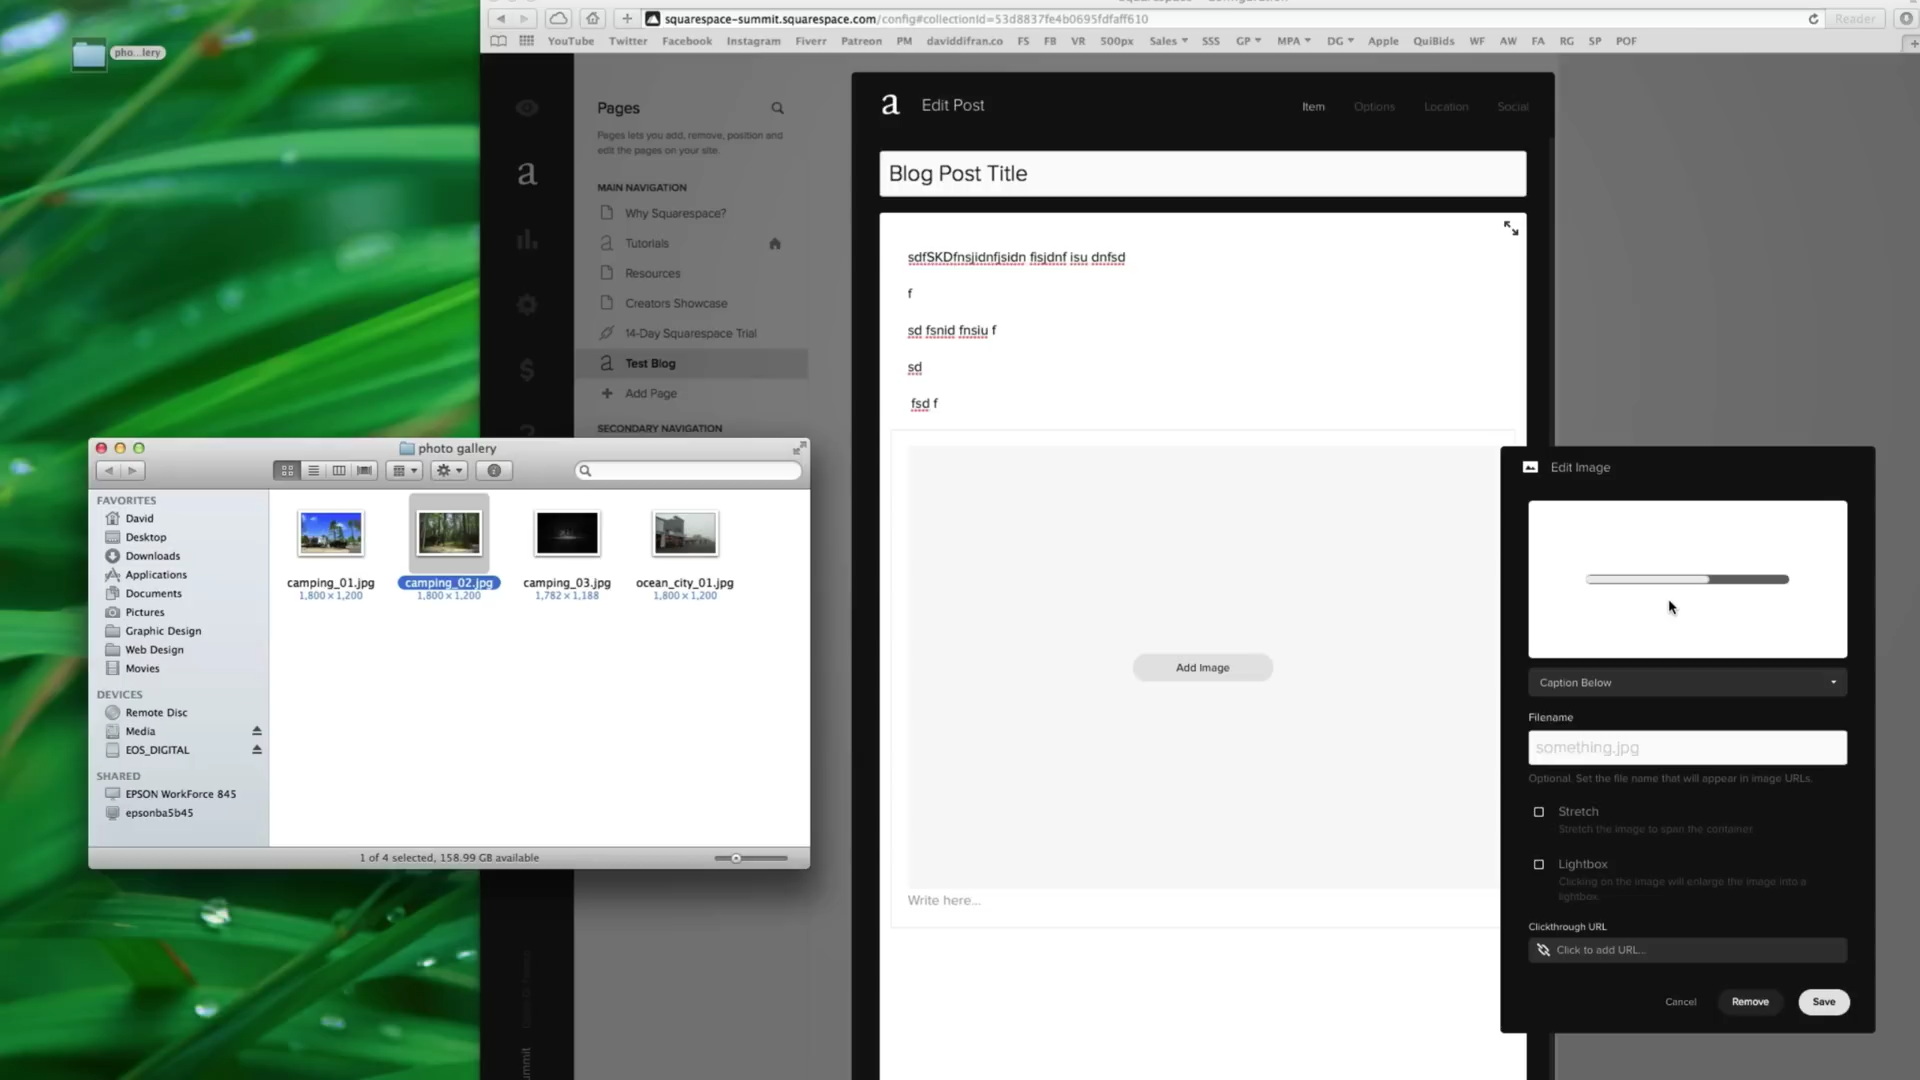 pho...lery
squarespace-summit.squarespace.com/config#collectionId=53d8837fe4b0695fdfaff610
Reader
YouTube Twitter Facebook Instagram Fiverr Patreon PM daviddifran.co FS FB VR 500px Sales SSS GP MPA DG Apple QuiBids WF AW FA RG SP POF
Pages
Pages lets you add, remove, position and
edit the pages on your site.
MAIN NAVIGATION
Why Squarespace?
Tutorials
Resources
Creators Showcase
14-Day Squarespace Trial
Test Blog
Add Page
SECONDARY NAVIGATION
a Edit Post
Item Options Location Social
Blog Post Title
sdfSKDfnsjidnfjsidn fisjdnf isu dnfsd
f
sd fsnid fnsiu f
sd
fsd f
Add Image
Write here...
photo gallery
FAVORITES
David
Desktop
Downloads
Applications
Documents
Pictures
Graphic Design
Web Design
Movies
DEVICES
Remote Disc
Media
EOS_DIGITAL
SHARED
EPSON WorkForce 845
epsonba5b45
camping_01.jpg
1,800 × 1,200
camping_02.jpg
1,800 × 1,200
camping_03.jpg
1,782 × 1,188
ocean_city_01.jpg
1,800 × 1,200
1 of 4 selected, 158.99 GB available
Edit Image
Caption Below
Filename
something.jpg
Optional. Set the file name that will appear in image URLs.
Stretch
Stretch the image to span the container.
Lightbox
Clicking on the image will enlarge the image into a
lightbox.
Clickthrough URL
Click to add URL...
Cancel Remove Save